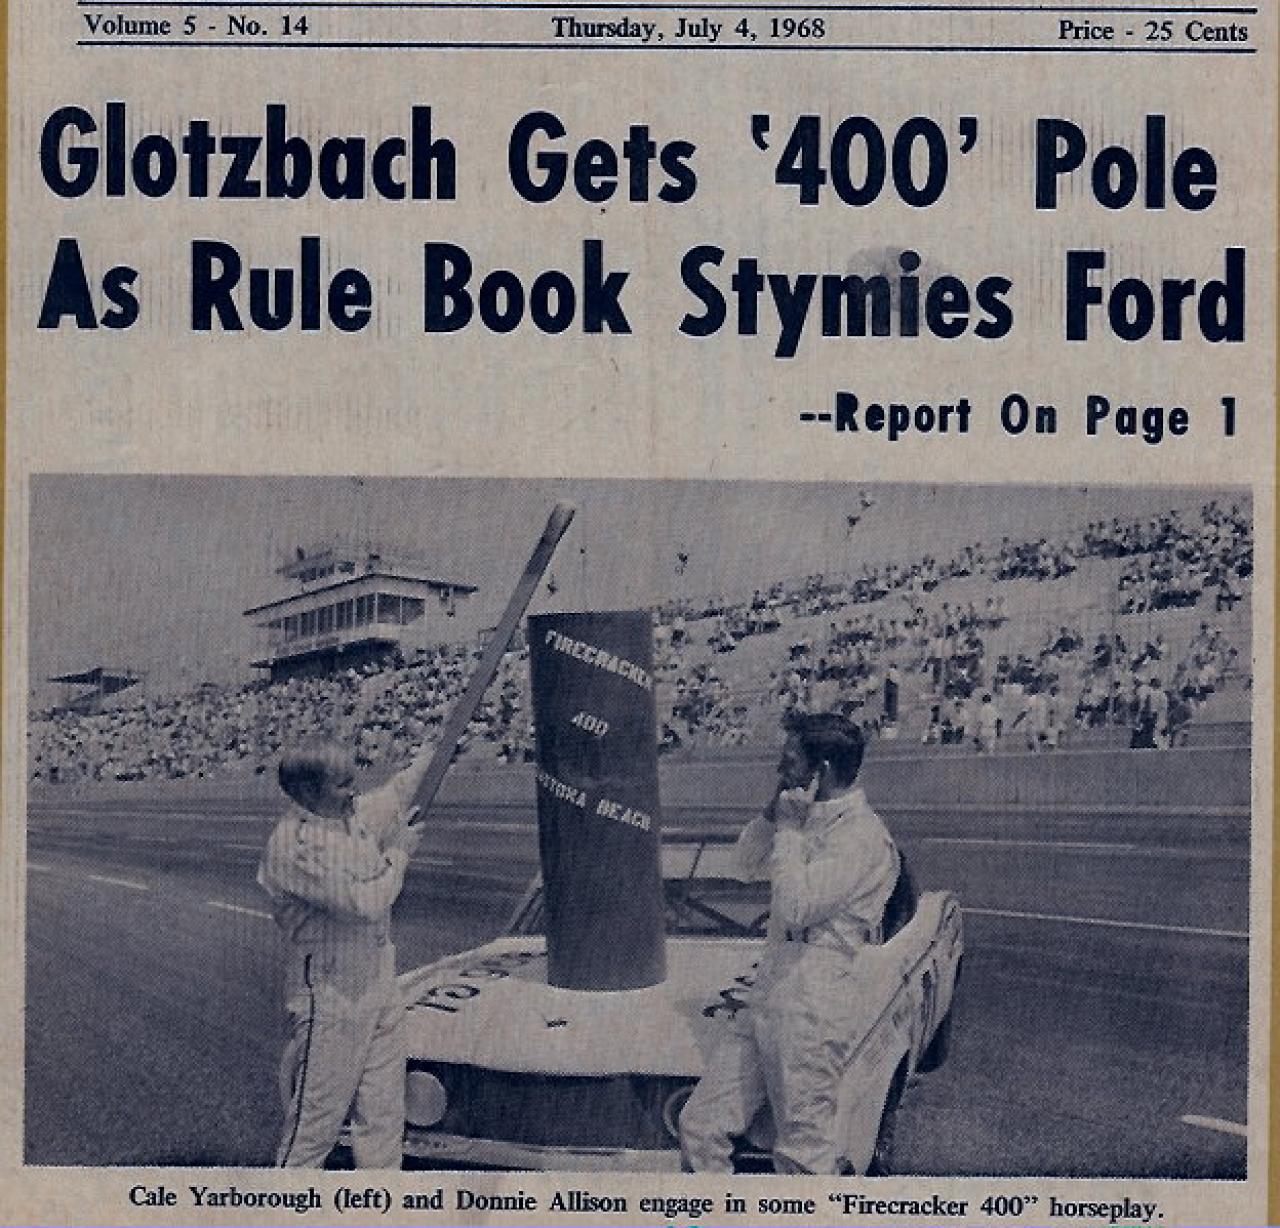 Volume 5 - No. 14 Thursday, July 4, 1968 Price - 25 Cents
Glotzbach Gets '400' Pole
As Rule Book Stymies Ford
--Report On Page 1
FIRECRACKER
400
BEACH
Cale Yarborough (left) and Donnie Allison engage in some "Firecracker 400" horseplay.